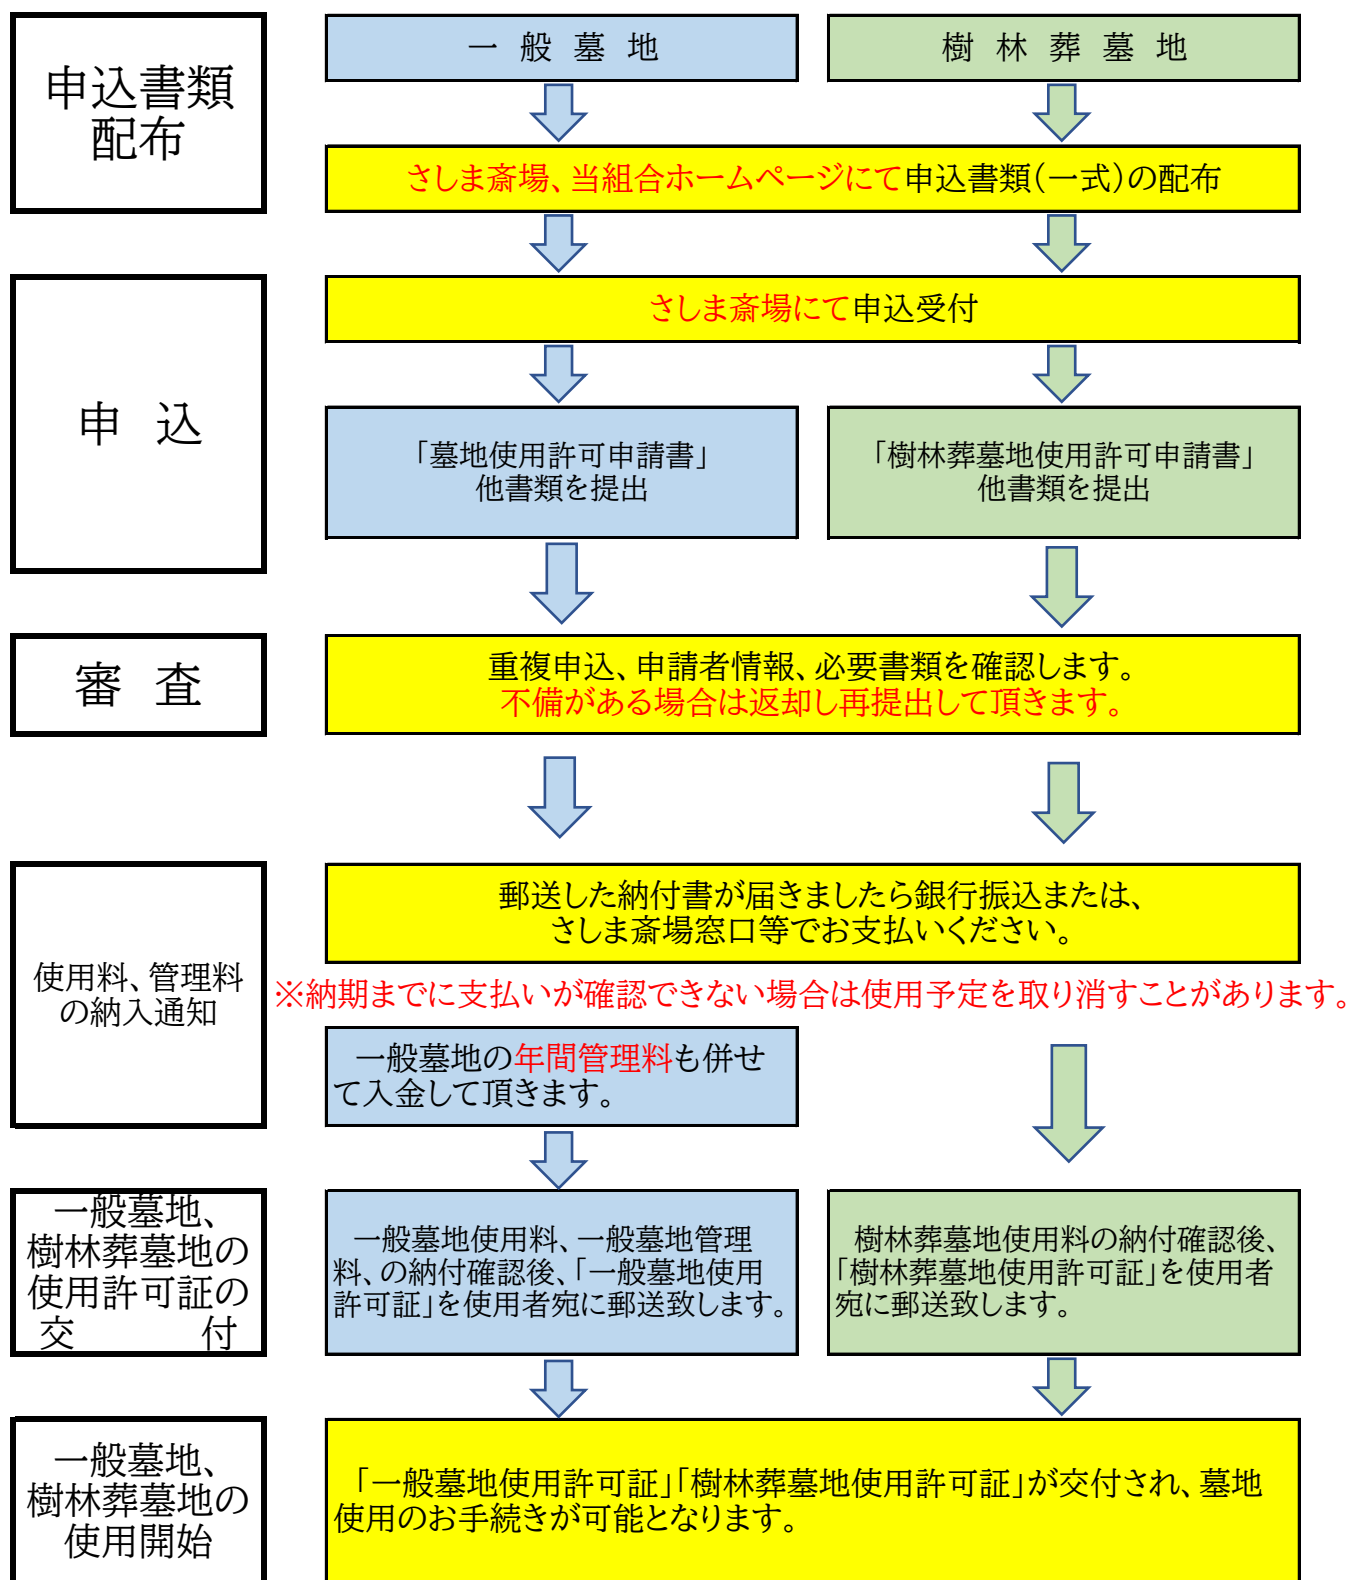 申込書類
配布
一 般 墓 地
樹 林 葬 墓 地
さしま斎場、当組合ホームページにて申込書類(一式)の配布
申 込
さしま斎場にて申込受付
「墓地使用許可申請書」
他書類を提出
「樹林葬墓地使用許可申請書」
他書類を提出
審 査
重複申込、申請者情報、必要書類を確認します。
不備がある場合は返却し再提出して頂きます。
使用料、管理料
の納入通知
郵送した納付書が届きましたら銀行振込または、
さしま斎場窓口等でお支払いください。
※納期までに支払いが確認できない場合は使用予定を取り消すことがあります。
一般墓地の年間管理料も併せ
て入金して頂きます。
一般墓地、
樹林葬墓地の
使用許可証の
交 付
一般墓地使用料、一般墓地管理
料、の納付確認後、「一般墓地使用
許可証」を使用者宛に郵送致します。
樹林葬墓地使用料の納付確認後、
「樹林葬墓地使用許可証」を使用者
宛に郵送致します。
一般墓地、
樹林葬墓地の
使用開始
「一般墓地使用許可証」「樹林葬墓地使用許可証」が交付され、墓地
使用のお手続きが可能となります。